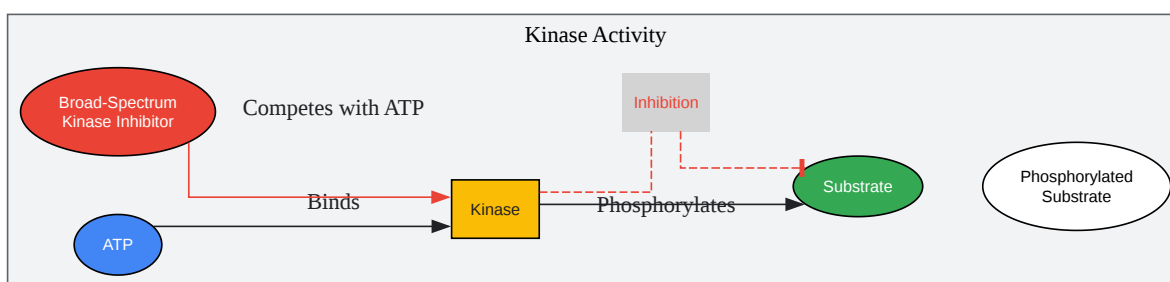 Kinase Activity
Broad-Spectrum
Kinase Inhibitor
Competes with ATP
Inhibition
Binds
Kinase
Phosphorylates
Substrate
Phosphorylated
Substrate
ATP